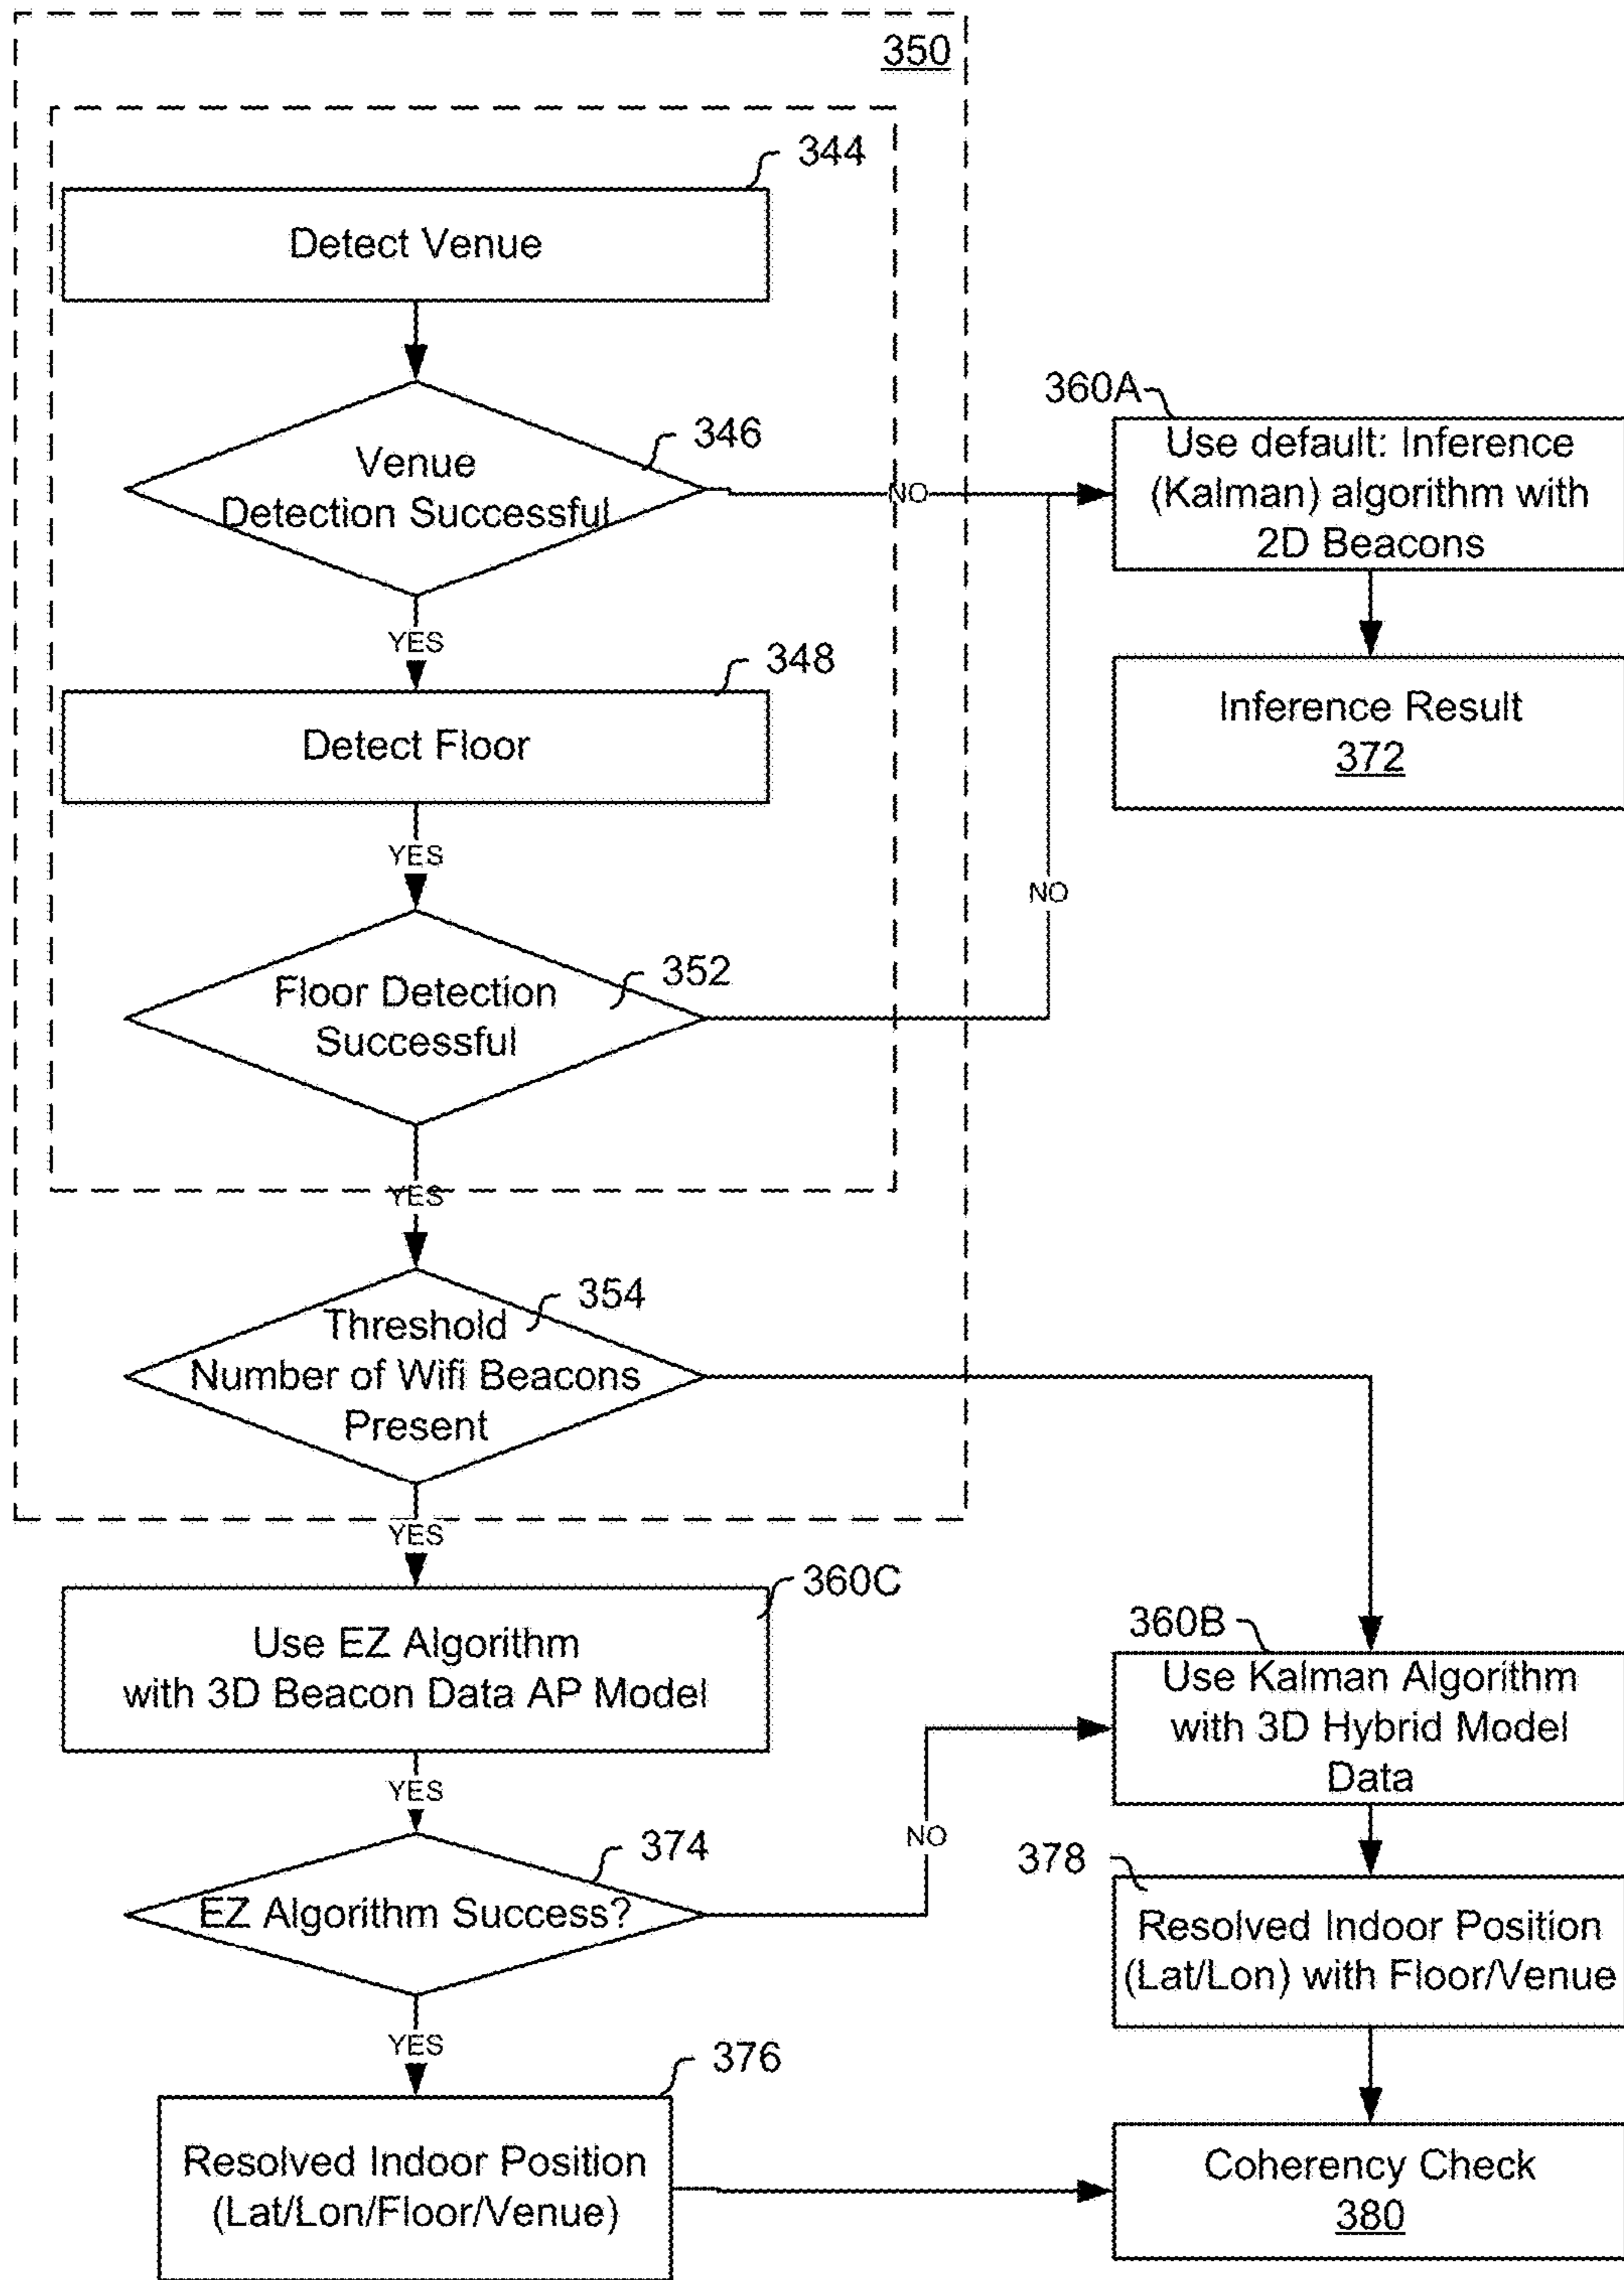 350
344
Detect Venue
346
Venue
Detection Successful
NO
360A
Use default: Inference
(Kalman) algorithm with
2D Beacons
YES
348
Detect Floor
Inference Result
372
YES
NO
352
Floor Detection
Successful
YES
354
Threshold
Number of Wifi Beacons
Present
YES
360C
Use EZ Algorithm
with 3D Beacon Data AP Model
360B
Use Kalman Algorithm
with 3D Hybrid Model
Data
YES
NO
374
EZ Algorithm Success?
378
Resolved Indoor Position
(Lat/Lon) with Floor/Venue
YES
376
Resolved Indoor Position
(Lat/Lon/Floor/Venue)
Coherency Check
380